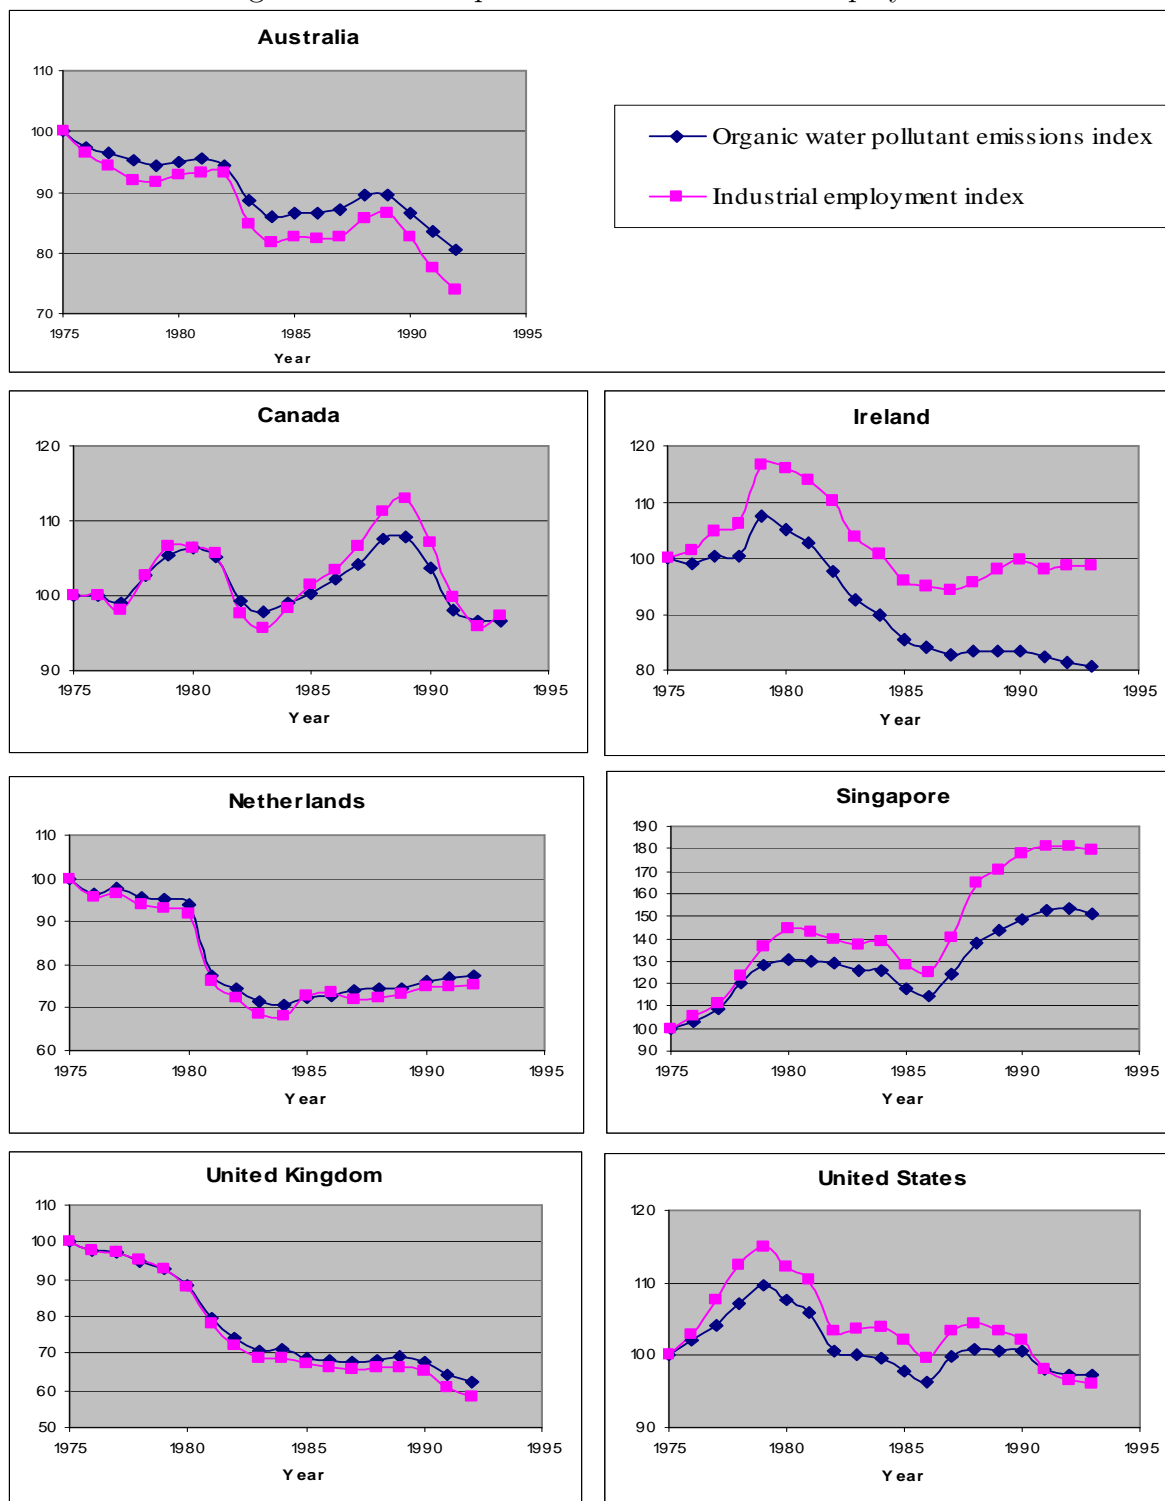 Australia
110
100
90
80
70
1975 1980 1985 1990 1995
Year
Organic water pollutant emissions index
Industrial employment index
Canada
120
110
100
90
1975 1980 1985 1990 1995
Year
Ireland
120
110
100
90
80
1975 1980 1985 1990 1995
Year
Netherlands
110
100
90
80
70
60
1975 1980 1985 1990 1995
Year
Singapore
190
180
170
160
150
140
130
120
110
100
90
1975 1980 1985 1990 1995
Year
United Kingdom
110
100
90
80
70
60
50
1975 1980 1985 1990 1995
Year
United States
120
110
100
90
1975 1980 1985 1990 1995
Year